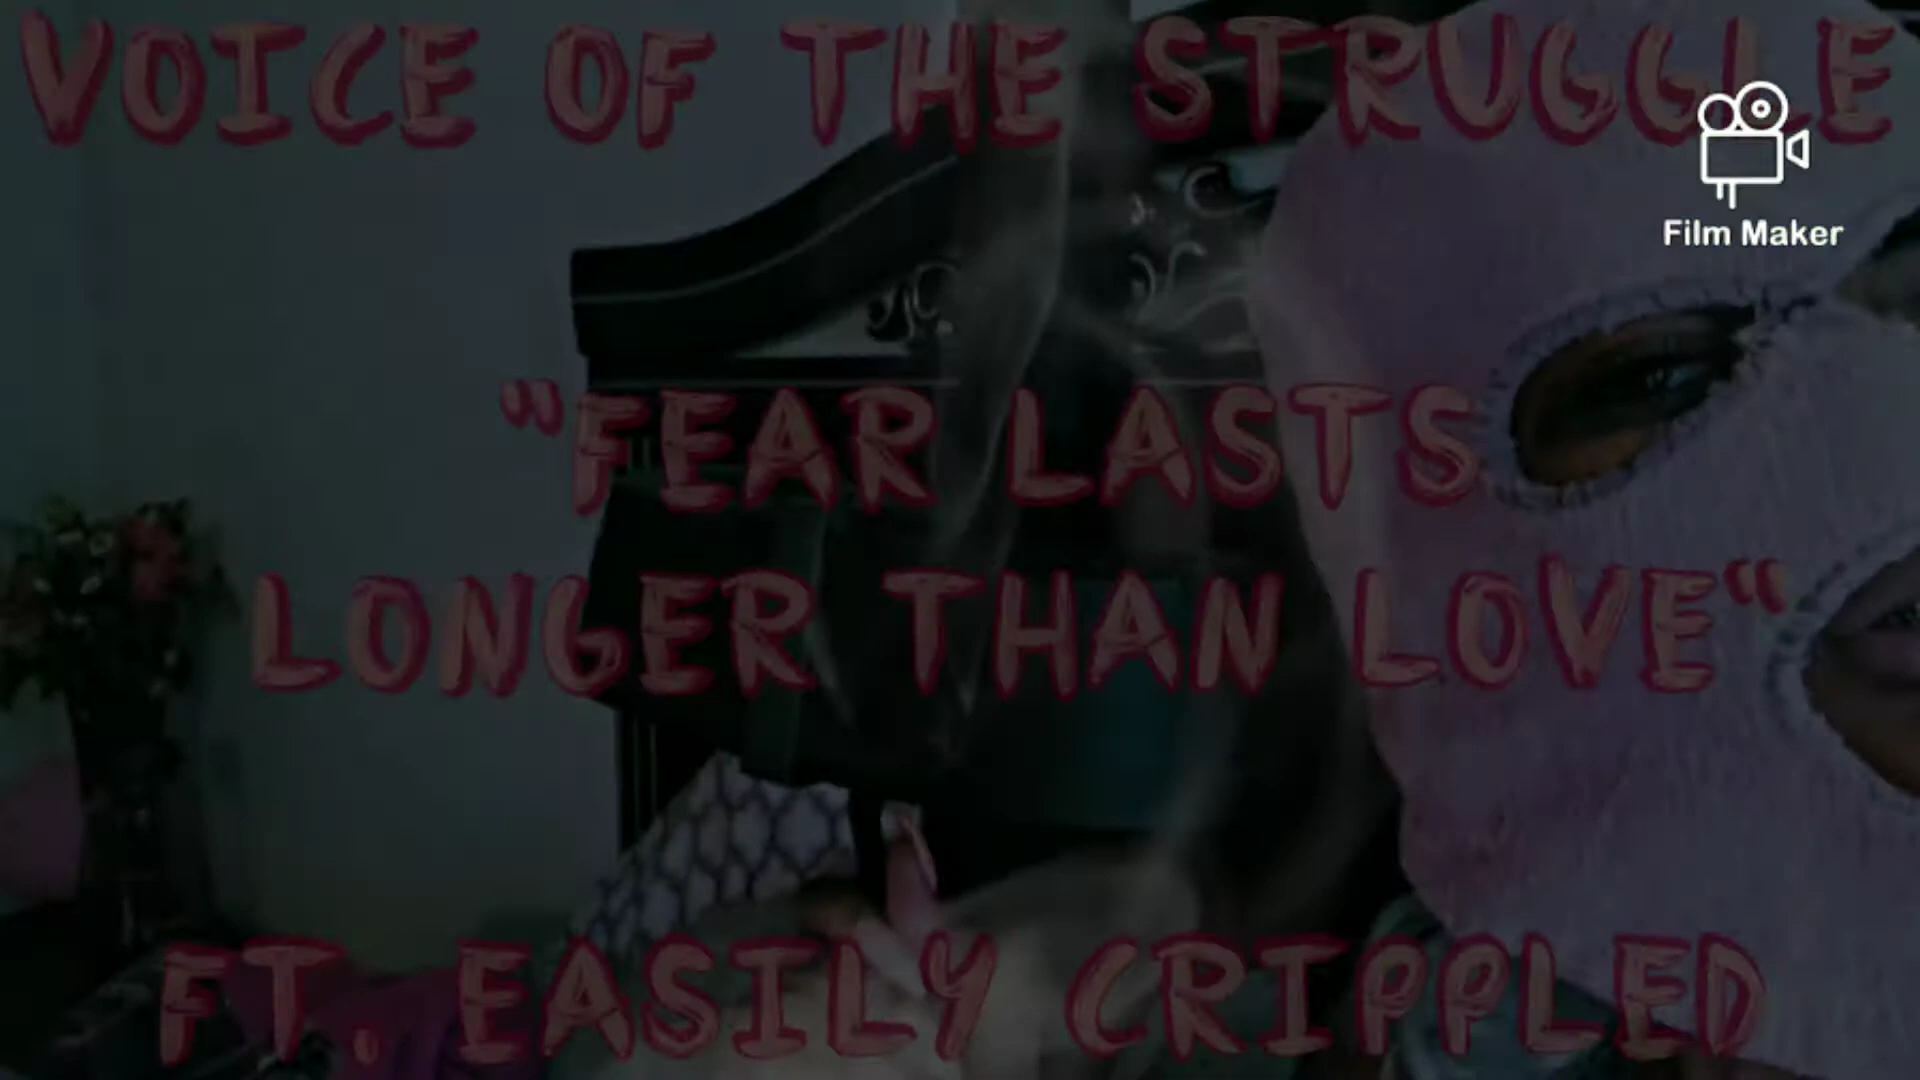 VOICE OF THE STRUGGLE
Film Maker
"FEAR LASTS
LONGER THAN LOVE"
FT. EASILY CRIPPLED